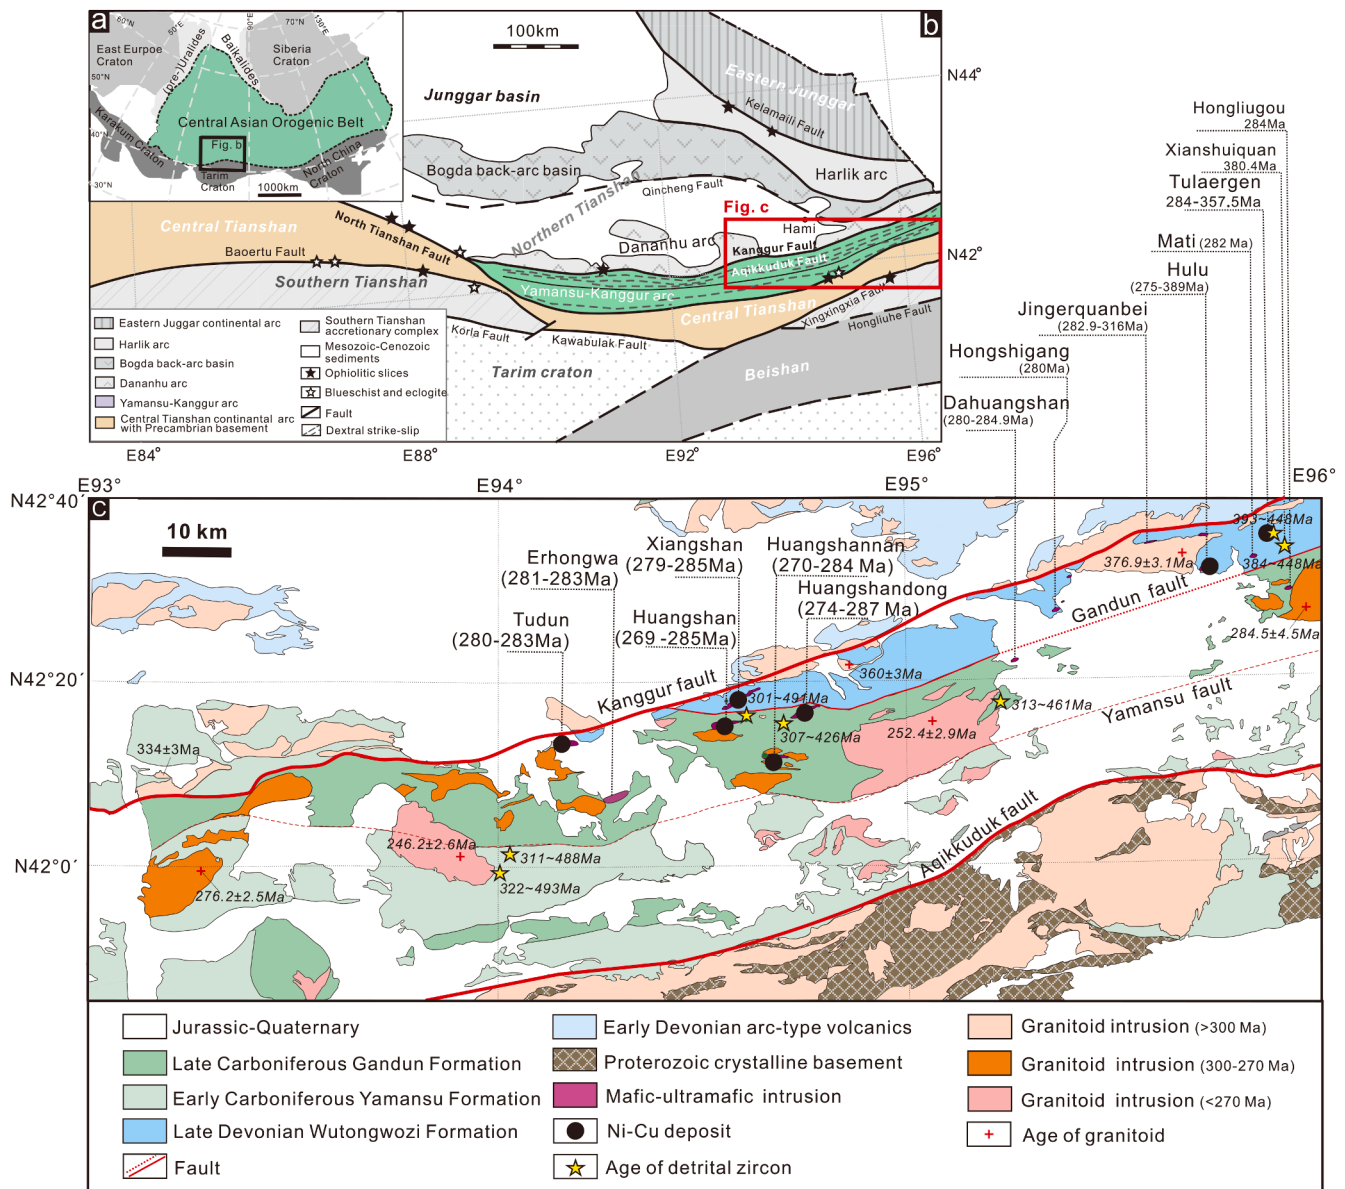 a
60°N
50°E
90°E
70°N
130°E
East Eurpoe
Craton
(pre-)Uralides
Baikalides
Siberia
Craton
50°N
Karakum Craton
40°N
Central Asian Orogenic Belt
Fig. b
North China
Craton
Tarim
Craton
30°N
1000km
b
100km
N44°
Junggar basin
Eastern Junggar
Kelamaili Fault
Bogda back-arc basin
Harlik arc
Qincheng Fault
Northern Tianshan
Fig. c
Central Tianshan
North Tianshan Fault
Hami
Dananhu arc
Kanggur Fault
N42°
Baoertu Fault
Aqikkuduk Fault
Southern Tianshan
Yamansu-Kanggur arc
Central Tianshan
Xingxingxia Fault
Hongliuhe Fault
Korla Fault
Kawabulak Fault
Tarim craton
Beishan
Eastern Juggar continental arc
Harlik arc
Bogda back-arc basin
Dananhu arc
Yamansu-Kanggur arc
Central Tianshan continantal arc
with Precambrian basement
Southern Tianshan
accretionary complex
Mesozoic-Cenozoic
sediments
Ophiolitic slices
Blueschist and eclogite
Fault
Dextral strike-slip
E84°
E88°
E92°
E96°
Hongliugou
284Ma
Xianshuiquan
380.4Ma
Tulaergen
284-357.5Ma
Mati (282 Ma)
Hulu
(275-389Ma)
Jingerquanbei
(282.9-316Ma)
Hongshigang
(280Ma)
Dahuangshan
(280-284.9Ma)
E93°
E94°
E95°
E96°
N42°40′
c
10 km
393~448Ma
Erhongwa
(281-283Ma)
Xiangshan
(279-285Ma)
Huangshannan
(270-284 Ma)
376.9±3.1Ma
384~448Ma
Huangshandong
(274-287 Ma)
Gandun fault
Tudun
(280-283Ma)
Huangshan
(269 -285Ma)
284.5±4.5Ma
N42°20′
360±3Ma
Kanggur fault
301~491Ma
313~461Ma
Yamansu fault
334±3Ma
307~426Ma
252.4±2.9Ma
246.2±2.6Ma
311~488Ma
Aqikkuduk fault
N42°0′
322~493Ma
276.2±2.5Ma
Jurassic-Quaternary
Late Carboniferous Gandun Formation
Early Carboniferous Yamansu Formation
Late Devonian Wutongwozi Formation
Fault
Early Devonian arc-type volcanics
Proterozoic crystalline basement
Mafic-ultramafic intrusion
Ni-Cu deposit
Age of detrital zircon
Granitoid intrusion (>300 Ma)
Granitoid intrusion (300-270 Ma)
Granitoid intrusion (<270 Ma)
Age of granitoid